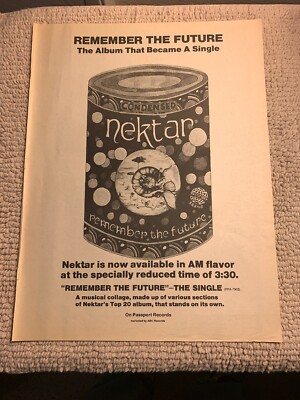 REMEMBER THE FUTURE
The Album That Became A Single
CONDENSED
nektar
remember the future
Nektar is now available in AM flavor
at the specially reduced time of 3:30.
"REMEMBER THE FUTURE"–THE SINGLE
A musical collage, made up of various sections
of Nektar's Top 20 album, that stands on its own.
On Passport Records